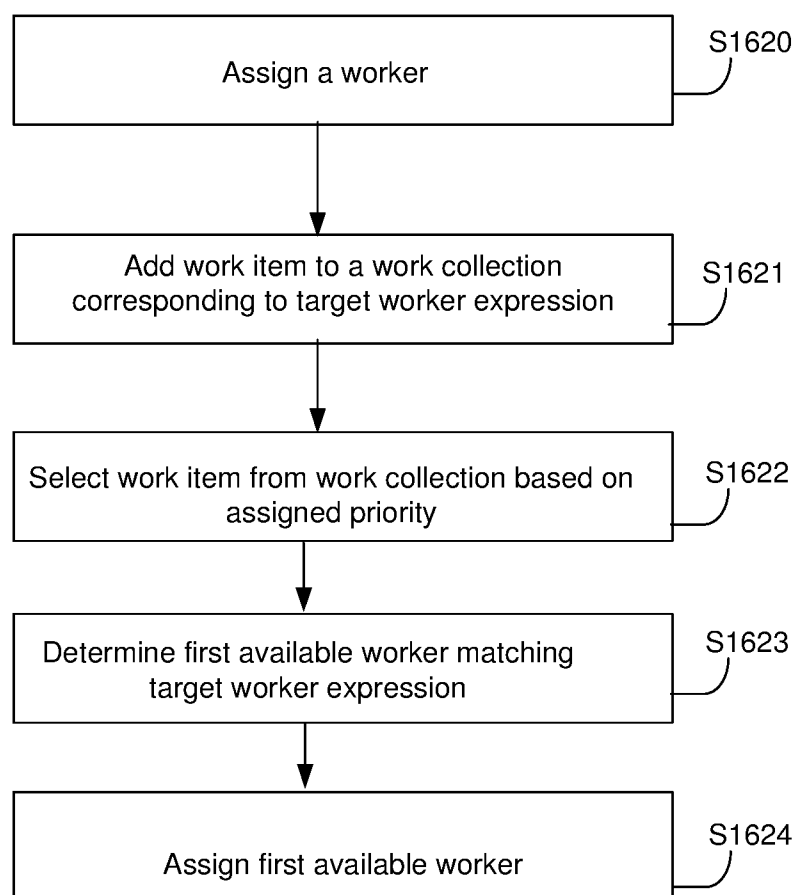 Assign a worker
S1620
Add work item to a work collection
corresponding to target worker expression
S1621
Select work item from work collection based on
assigned priority
S1622
Determine first available worker matching
target worker expression
S1623
Assign first available worker
S1624